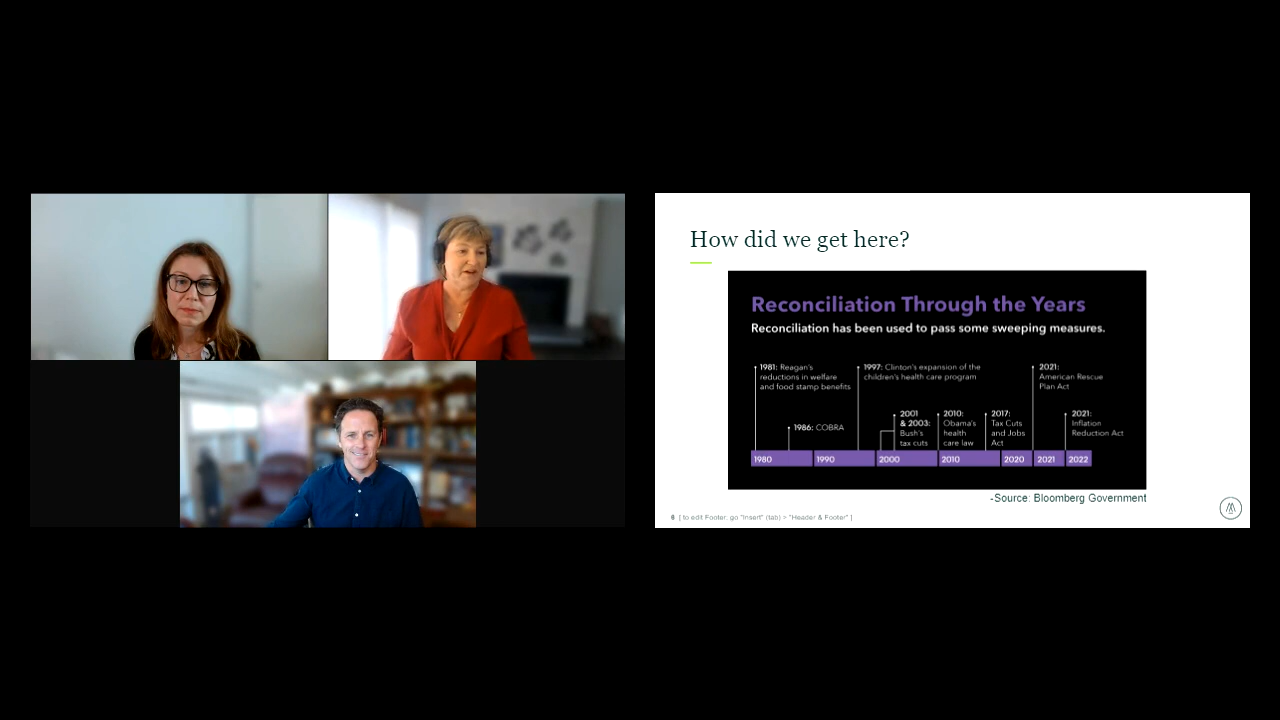 How did we get here?
Reconciliation Through the Years
Reconciliation has been used to pass some sweeping measures.
1981: Reagan's
reductions in welfare
and food stamp benefits
1986: COBRA
1997: Clinton's expansion of the
children's health care program
2001
& 2003:
Bush's
tax cuts
2010:
Obama's
health
care law
2017:
Tax Cuts
and Jobs
Act
2021:
American Rescue
Plan Act
2021:
Inflation
Reduction Act
1980 1990 2000 2010 2020 2021 2022
-Source: Bloomberg Government
6 [ to edit Footer: go "Insert" (tab) > "Header & Footer" ]